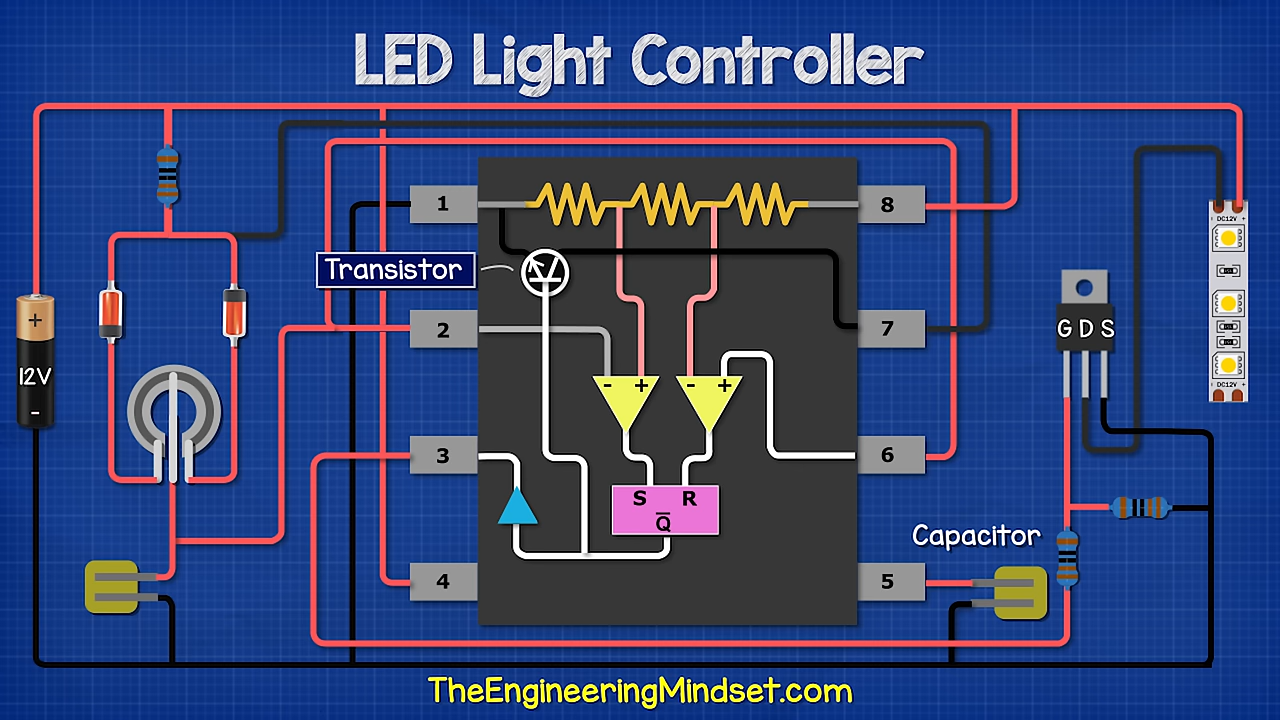 LED Light Controller
1
8
Transistor
2
7
3
6
4
5
+
12V
-
- +
- +
S R
Q̅
G D S
DC12V +
DC12V +
Capacitor
TheEngineeringMindset.com